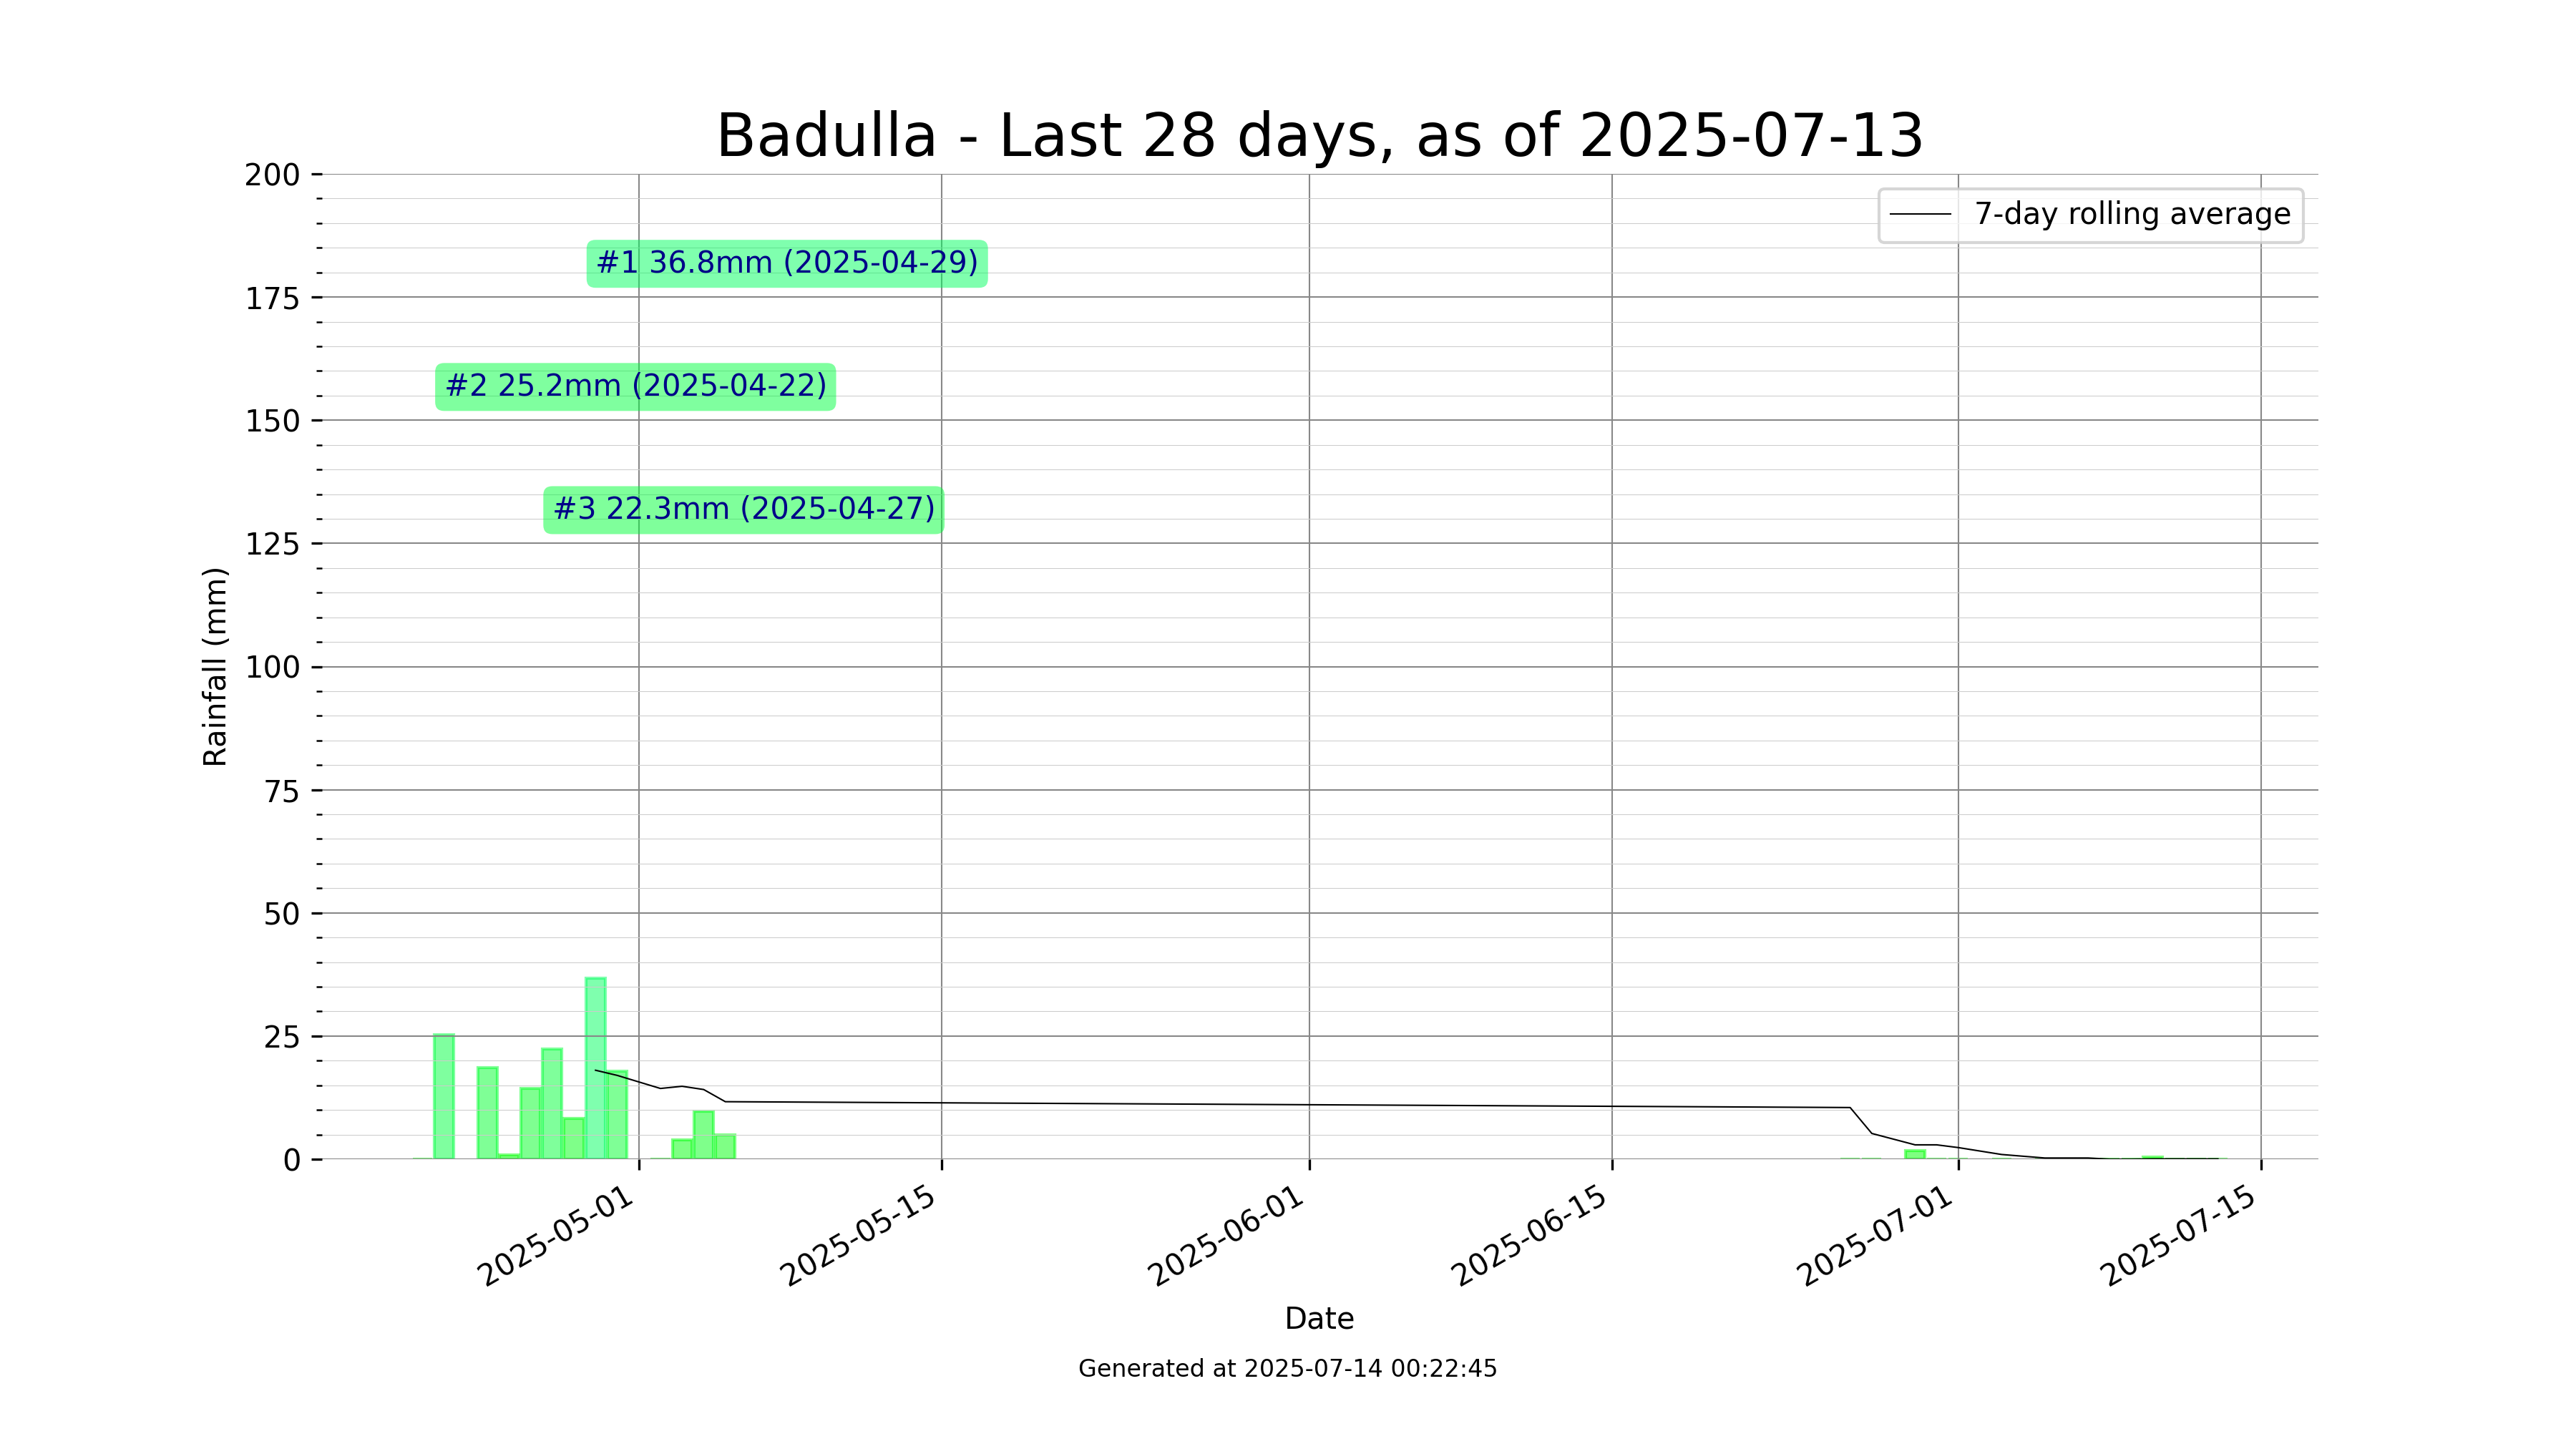 Badulla - Last 28 days, as of 2025-07-13
200
175
150
125
100
75
50
25
0
Rainfall (mm)
7-day rolling average
#1 36.8mm (2025-04-29)
#2 25.2mm (2025-04-22)
#3 22.3mm (2025-04-27)
2025-05-01
2025-05-15
2025-06-01
2025-06-15
2025-07-01
2025-07-15
Date
Generated at 2025-07-14 00:22:45